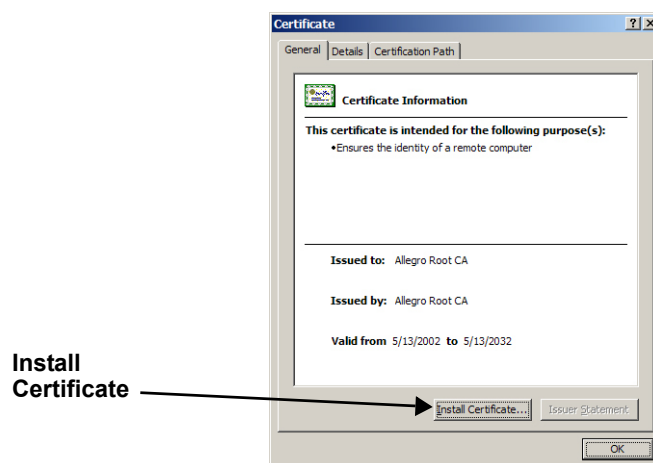 Certificate
General Details Certification Path
Certificate Information
This certificate is intended for the following purpose(s):
•Ensures the identity of a remote computer
Issued to: Allegro Root CA
Issued by: Allegro Root CA
Valid from 5/13/2002 to 5/13/2032
Install
Certificate
Install Certificate... Issuer Statement
OK